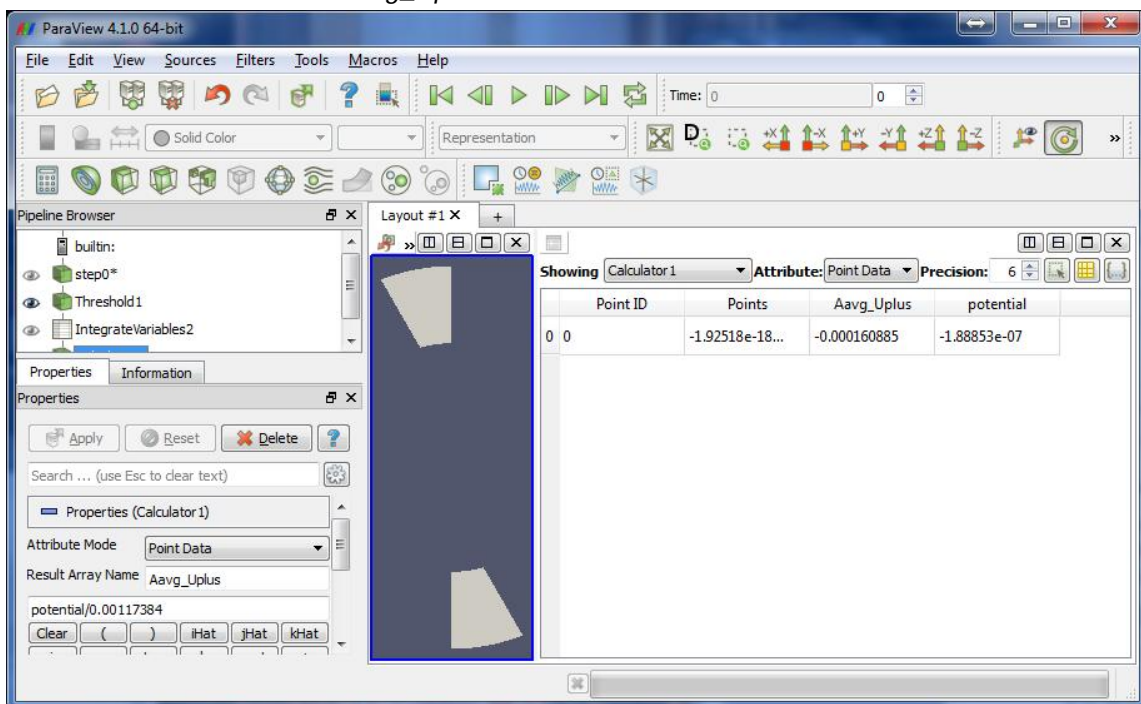 ParaView 4.1.0 64-bit
File Edit View Sources Filters Tools Macros Help
Time: 0 0
Solid Color Representation
Pipeline Browser
Layout #1
builtin:
step0*
Threshold1
IntegrateVariables2
Showing Calculator1 Attribute: Point Data Precision: 6
Point ID Points Aavg_Uplus potential
0 0 -1.92518e-18... -0.000160885 -1.88853e-07
Properties Information
Properties
Apply Reset Delete ?
Search ... (use Esc to clear text)
Properties (Calculator1)
Attribute Mode Point Data
Result Array Name Aavg_Uplus
potential/0.00117384
Clear ( ) iHat jHat kHat